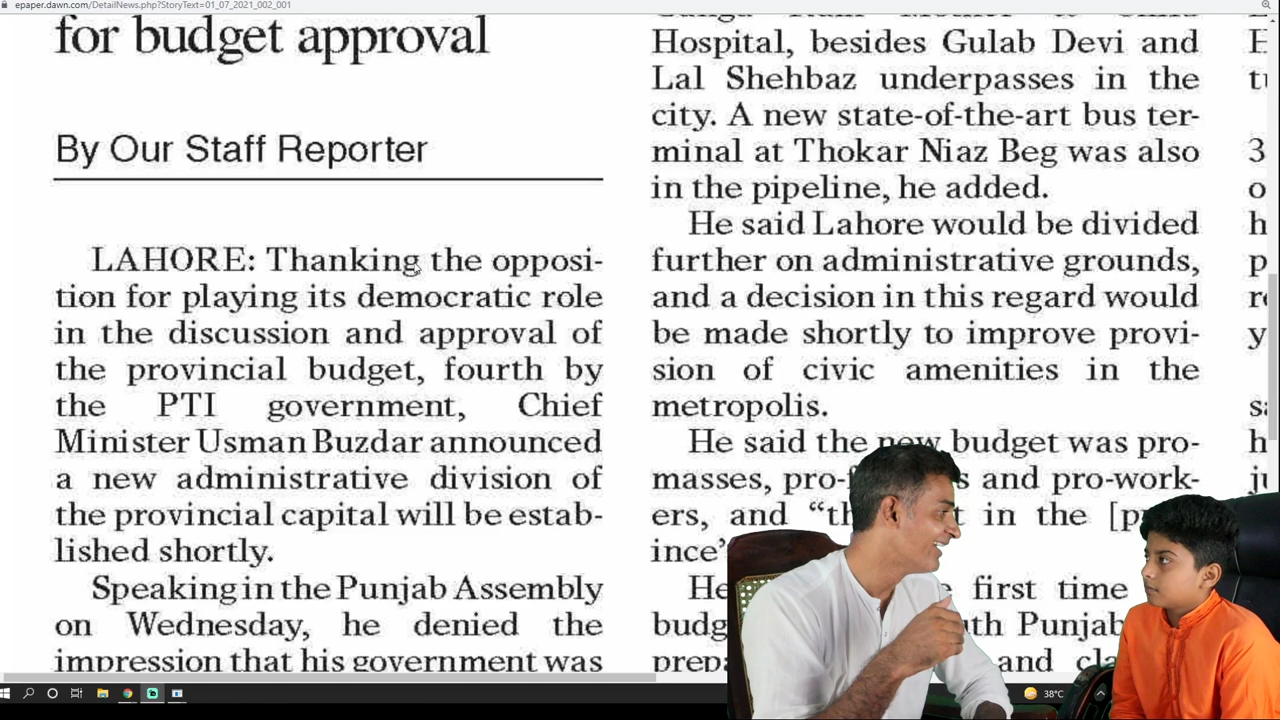 epaper.dawn.com/DetailNews.php?StoryText=01_07_2021_002_001
for budget approval
By Our Staff Reporter
LAHORE: Thanking the opposi-
tion for playing its democratic role
in the discussion and approval of
the provincial budget, fourth by
the PTI government, Chief
Minister Usman Buzdar announced
a new administrative division of
the provincial capital will be estab-
lished shortly.
Speaking in the Punjab Assembly
on Wednesday, he denied the
impression that his government was
Hospital, besides Gulab Devi and
Lal Shehbaz underpasses in the
city. A new state-of-the-art bus ter-
minal at Thokar Niaz Beg was also
in the pipeline, he added.
He said Lahore would be divided
further on administrative grounds,
and a decision in this regard would
be made shortly to improve provi-
sion of civic amenities in the
metropolis.
He said the new budget was pro-
masses, and pro-work-
ers, and in the
He first time
Punjab
and
38°C